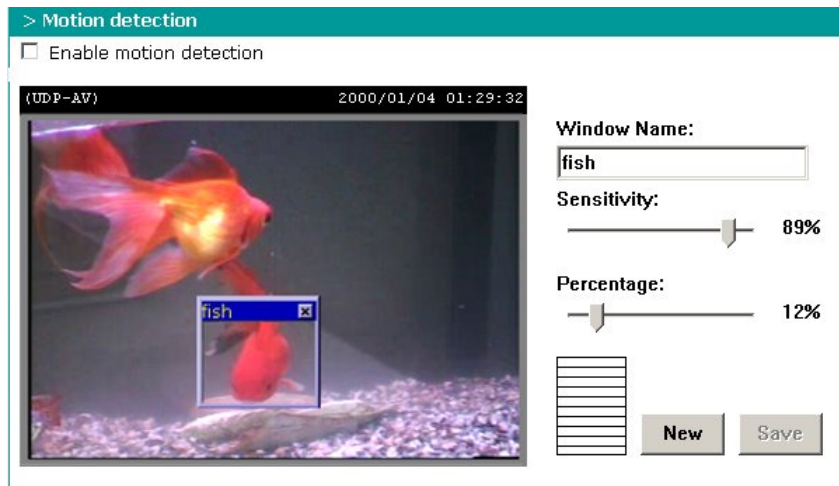 > Motion detection
Enable motion detection
(UDP-AV) 2000/01/04 01:29:32
Window Name:
fish
Sensitivity:
89%
Percentage:
12%
fish
New Save